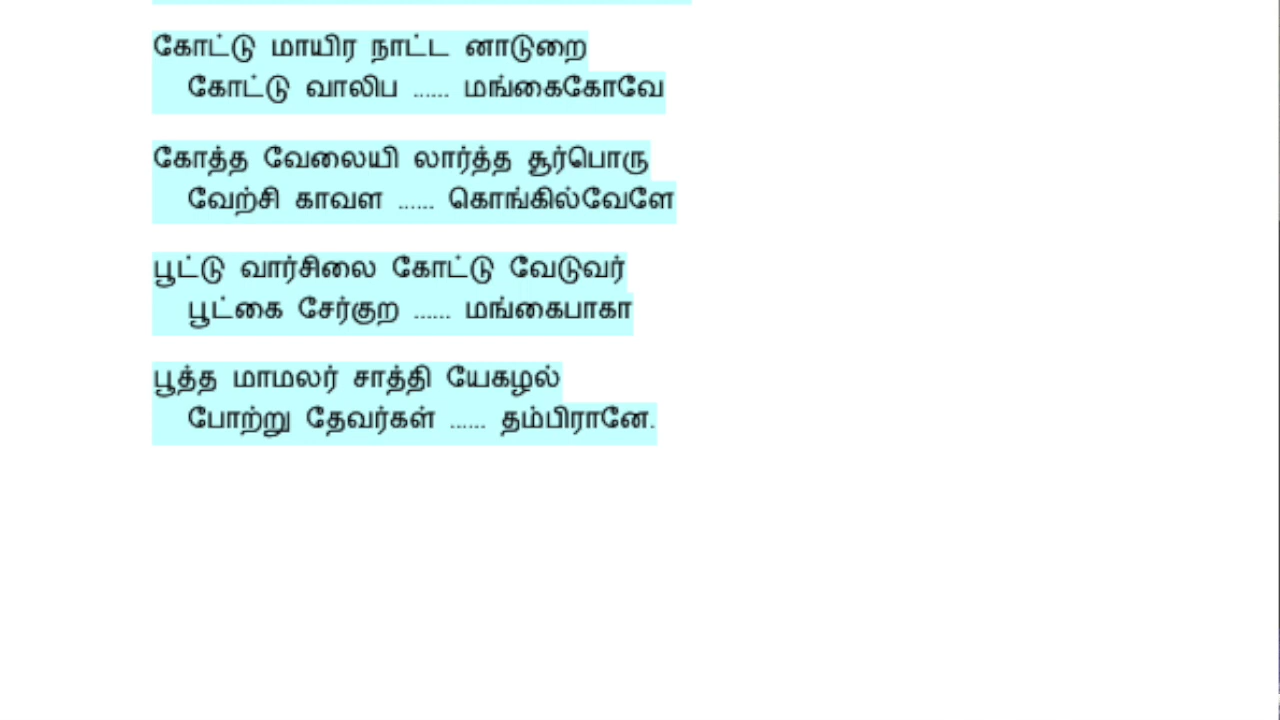 கோட்டு மாயிர நாட்ட னாடுறை
கோட்டு வாலிப ...... மங்கைகோவே
கோத்த வேலையி லார்த்த சூர்பொரு
வேற்சி காவள ...... கொங்கில்வேளே
பூட்டு வார்சிலை கோட்டு வேடுவர்
பூட்கை சேர்குற ...... மங்கைபாகா
பூத்த மாமலர் சாத்தி யேகழல்
போற்று தேவர்கள் ...... தம்பிரானே.